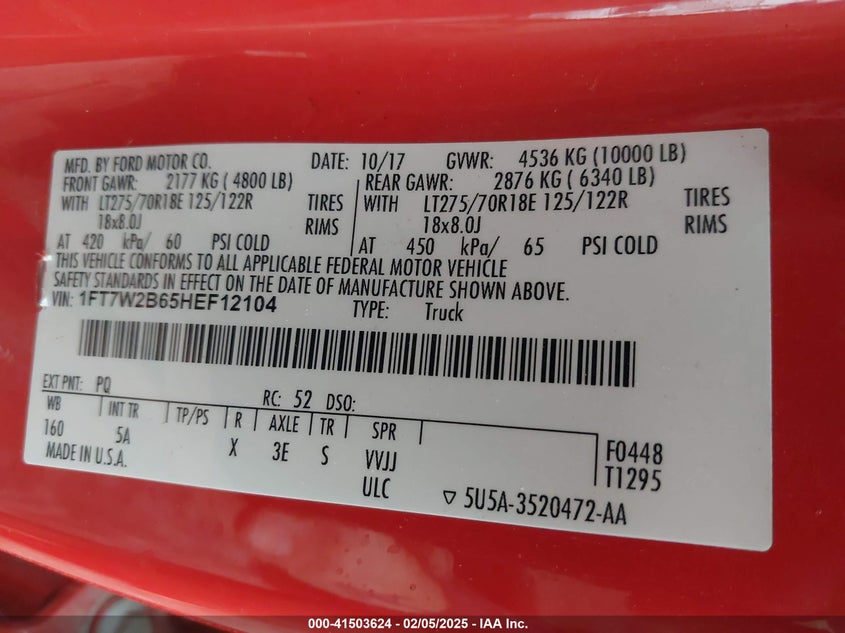 MFD. BY FORD MOTOR CO. DATE: 10/17 GVWR: 4536 KG (10000 LB)
FRONT GAWR: 2177 KG ( 4800 LB) REAR GAWR: 2876 KG ( 6340 LB)
WITH LT275/70R18E 125/122R TIRES WITH LT275/70R18E 125/122R TIRES
18x8.0J RIMS 18x8.0J RIMS
AT 420 kPa/ 60 PSI COLD AT 450 kPa/ 65 PSI COLD
THIS VEHICLE CONFORMS TO ALL APPLICABLE FEDERAL MOTOR VEHICLE
SAFETY STANDARDS IN EFFECT ON THE DATE OF MANUFACTURE SHOWN ABOVE.
VIN: 1FT7W2B65HEF12104 TYPE: Truck
EXT PNT: PQ RC: 52 DSO:
WB INT TR TP/PS R AXLE TR SPR
160 5A X 3E S VVJJ F0448
MADE IN U.S.A. ULC T1295
▽ 5U5A-3520472-AA
000-41503624 - 02/05/2025 - IAA Inc.